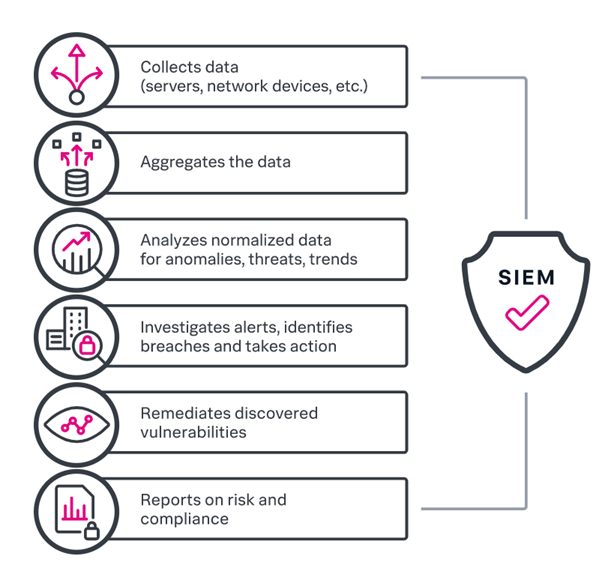 Collects data
(servers, network devices, etc.)
Aggregates the data
Analyzes normalized data
for anomalies, threats, trends
Investigates alerts, identifies
breaches and takes action
Remediates discovered
vulnerabilities
Reports on risk and
compliance
SIEM